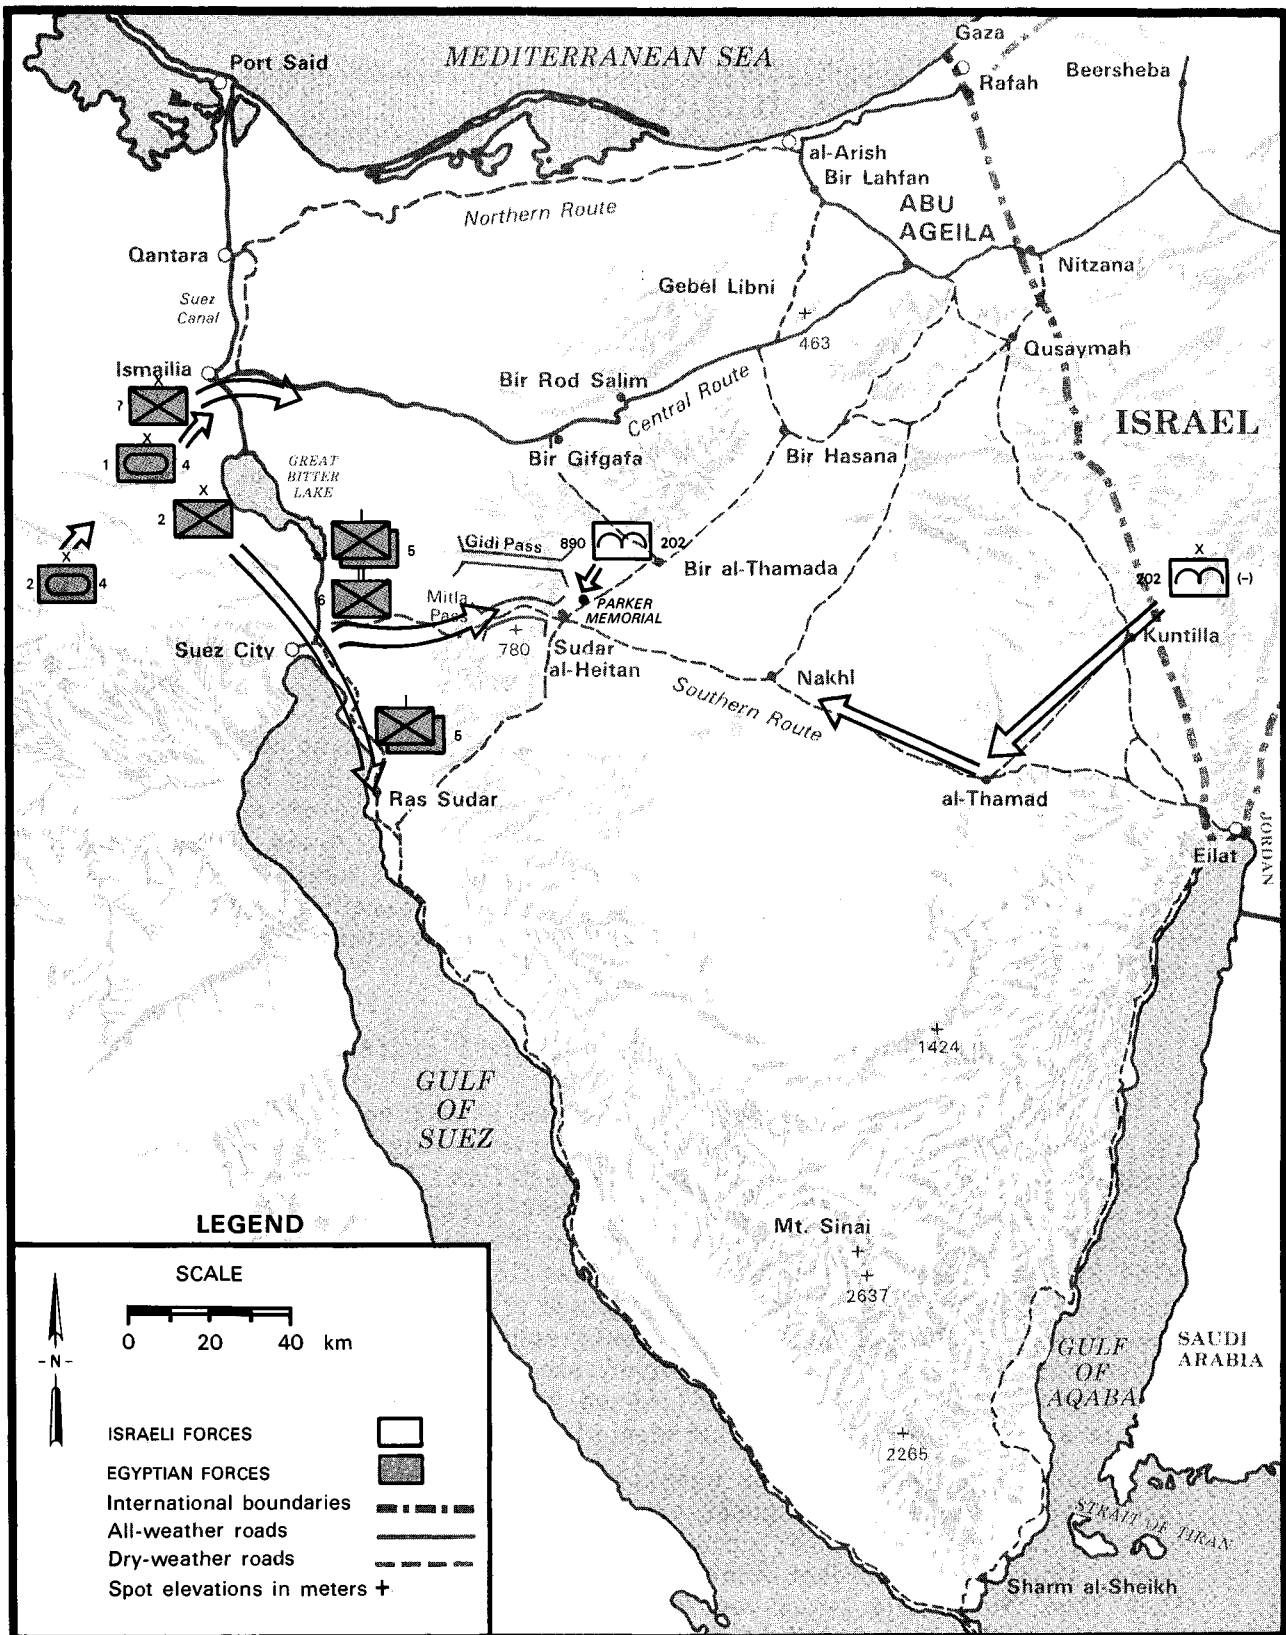 Gaza
MEDITERRANEAN SEA
Port Said
Rafah
Beersheba
al-Arish
Bir Lahfan
ABU
AGEILA
Northern Route
Qantara
Nitzana
Gebel Libni
Suez
Canal
463
Qusaymah
Ismailia
X
?
Bir Rod Salim
Central Route
ISRAEL
X
1
4
Bir Gifgafa
Bir Hasana
GREAT
BITTER
LAKE
X
2
5
Gidi Pass
890
202
Bir al-Thamada
X
2
4
X
202
(-)
6
Mitla
Pass
PARKER
MEMORIAL
780
Sudar
al-Heitan
Suez City
Kuntilla
Nakhl
Southern Route
5
Ras Sudar
al-Thamad
JORDAN
Eilat
1424
GULF
OF
SUEZ
Mt. Sinai
2637
2265
GULF
OF
AQABA
SAUDI
ARABIA
STRAIT OF TIRAN
Sharm al-Sheikh
LEGEND
SCALE
0 20 40 km
-N-
ISRAELI FORCES
EGYPTIAN FORCES
International boundaries
All-weather roads
Dry-weather roads
Spot elevations in meters +